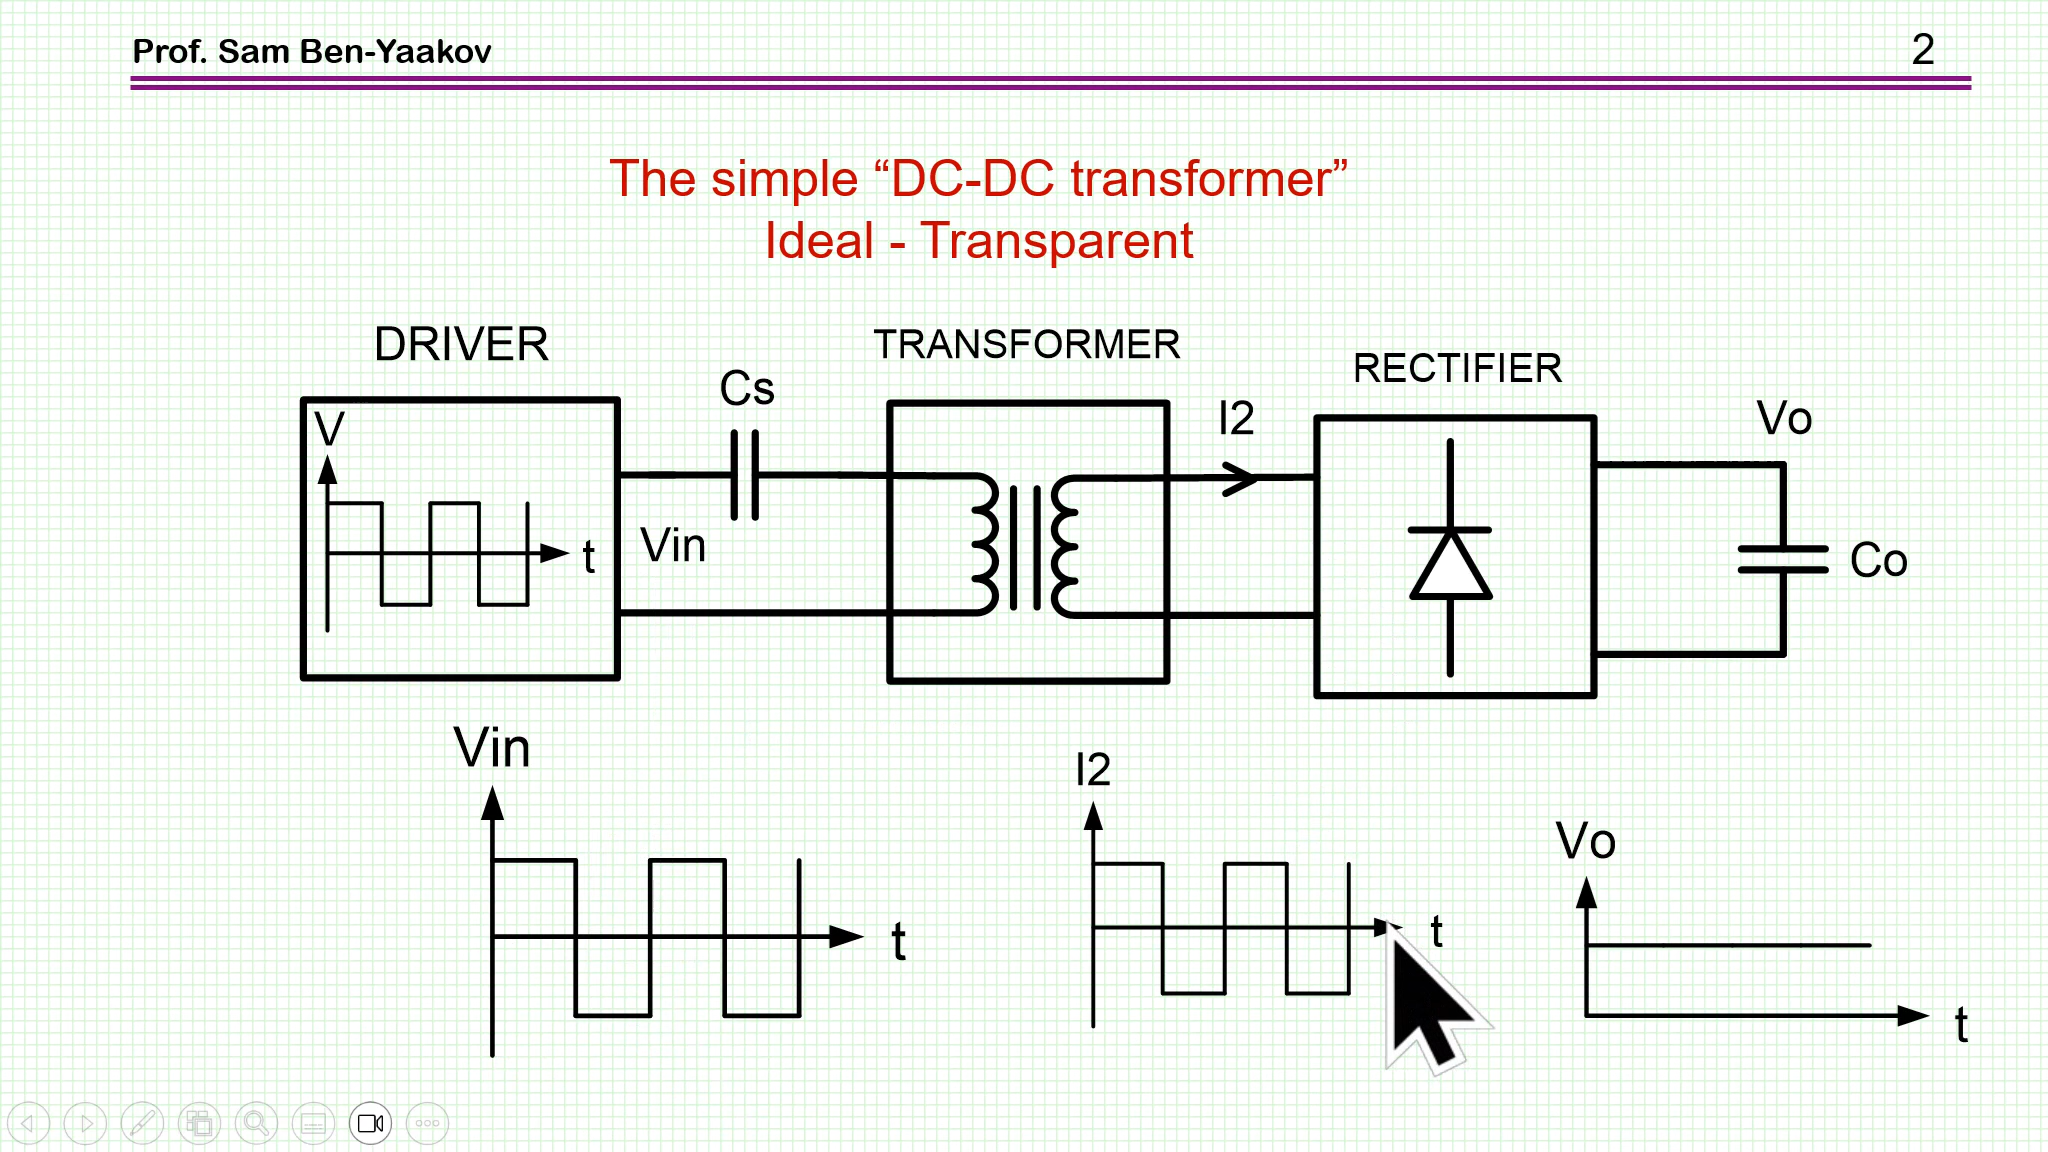 Prof. Sam Ben-Yaakov
2
The simple “DC-DC transformer”
Ideal - Transparent
DRIVER
TRANSFORMER
RECTIFIER
Cs
I2
Vo
V
t
Vin
Co
Vin
t
I2
t
Vo
t